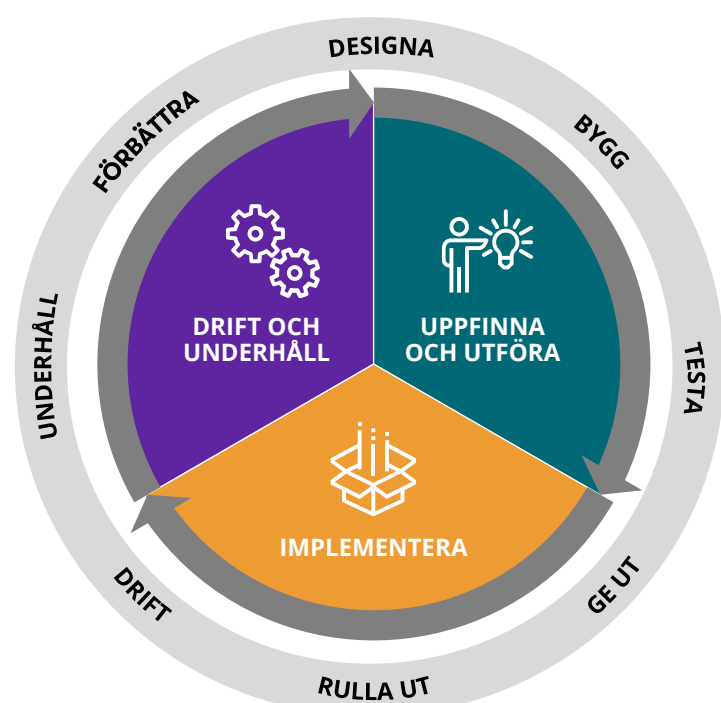 DESIGNA
BYGG
TESTA
GE UT
RULLA UT
DRIFT
UNDERHÅLL
FÖRBÄTTRA
DRIFT OCH
UNDERHÅLL
UPPFINNA
OCH UTFÖRA
IMPLEMENTERA